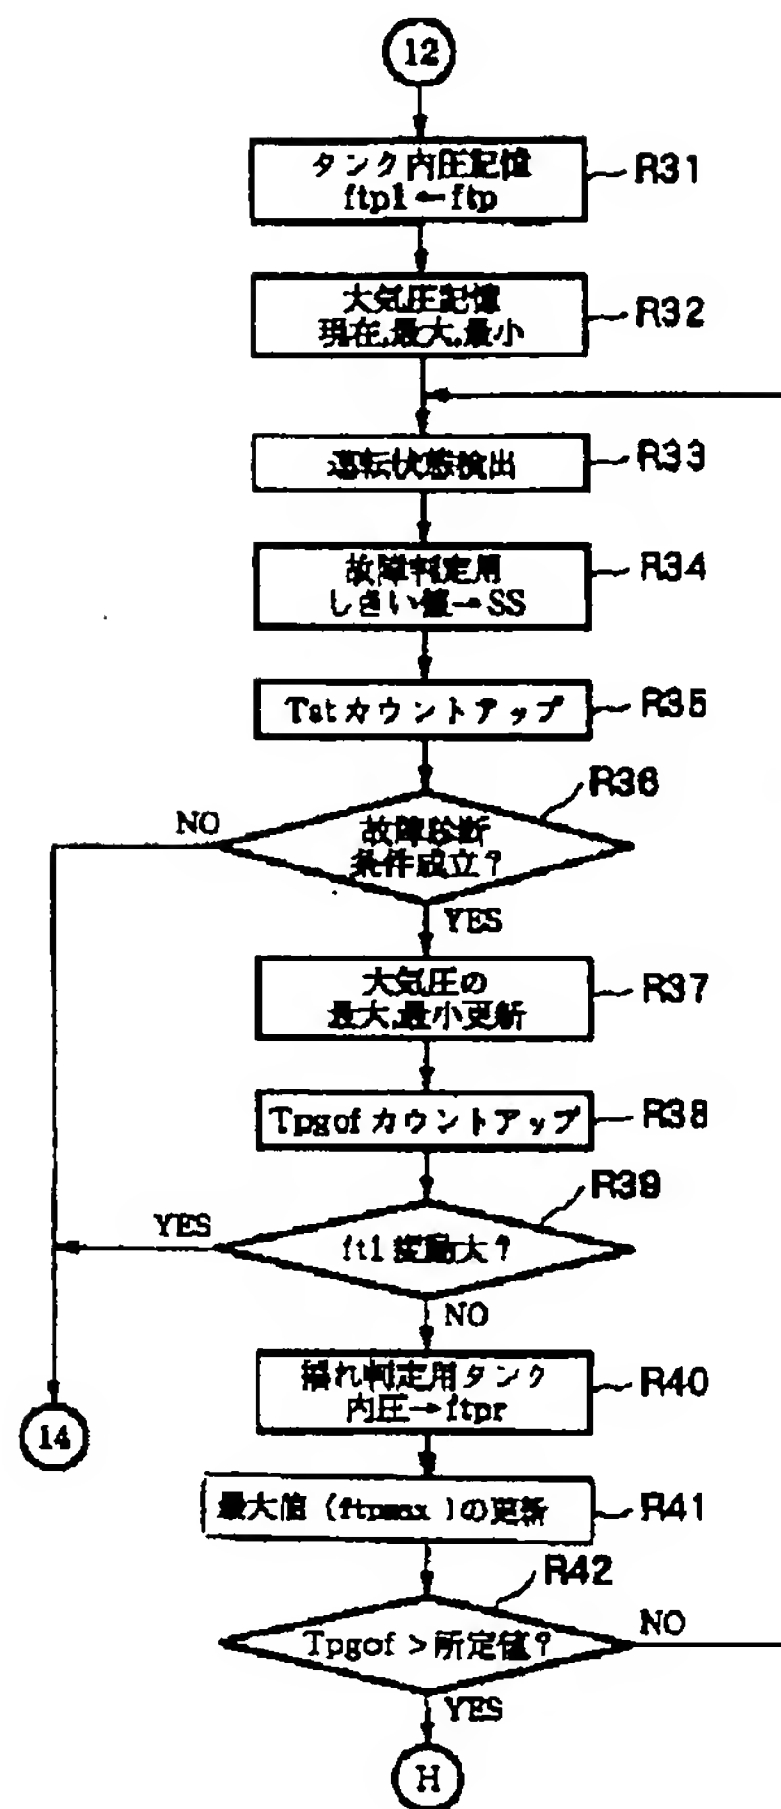 12
タンク内圧記憶
ftp1←ftp
R31
大気圧記憶
現在,最大,最小
R32
運転状態検出
R33
故障判定用
しきい値→SS
R34
Tstカウントアップ
R35
故障診断
条件成立?
R36
NO
YES
大気圧の
最大,最小更新
R37
Tpgofカウントアップ
R38
ftl変動大?
R39
YES
NO
揺れ判定用タンク
内圧→ftpr
R40
14
最大値(ftpmax)の更新
R41
Tpgof>所定値?
R42
NO
YES
H